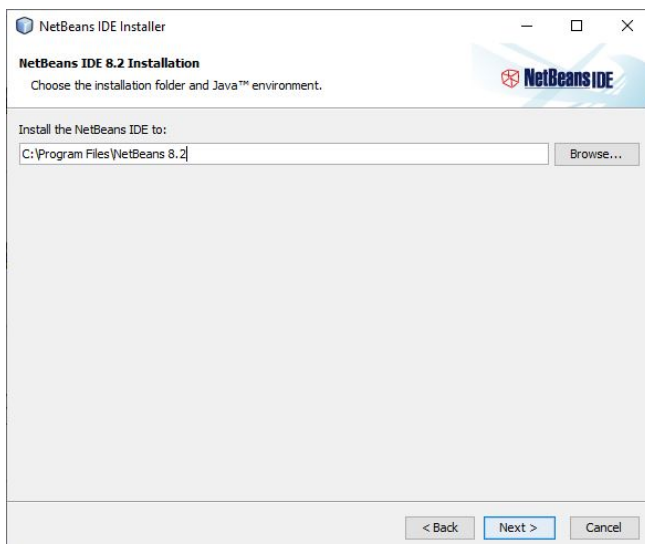 NetBeans IDE Installer
NetBeans IDE 8.2 Installation
Choose the installation folder and Java™ environment.
NetBeans IDE
Install the NetBeans IDE to:
C:\Program Files\NetBeans 8.2
Browse...
< Back
Next >
Cancel